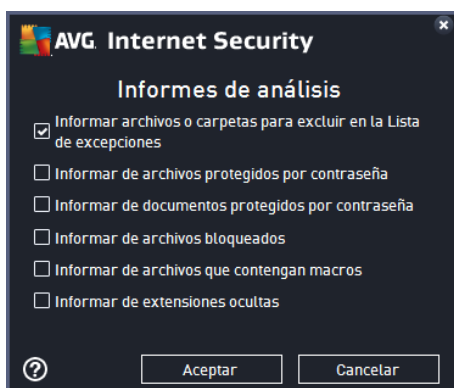 AVG. Internet Security
Informes de análisis
Informar archivos o carpetas para excluir en la Lista
de excepciones
Informar de archivos protegidos por contraseña
Informar de documentos protegidos por contraseña
Informar de archivos bloqueados
Informar de archivos que contengan macros
Informar de extensiones ocultas
?
Aceptar
Cancelar